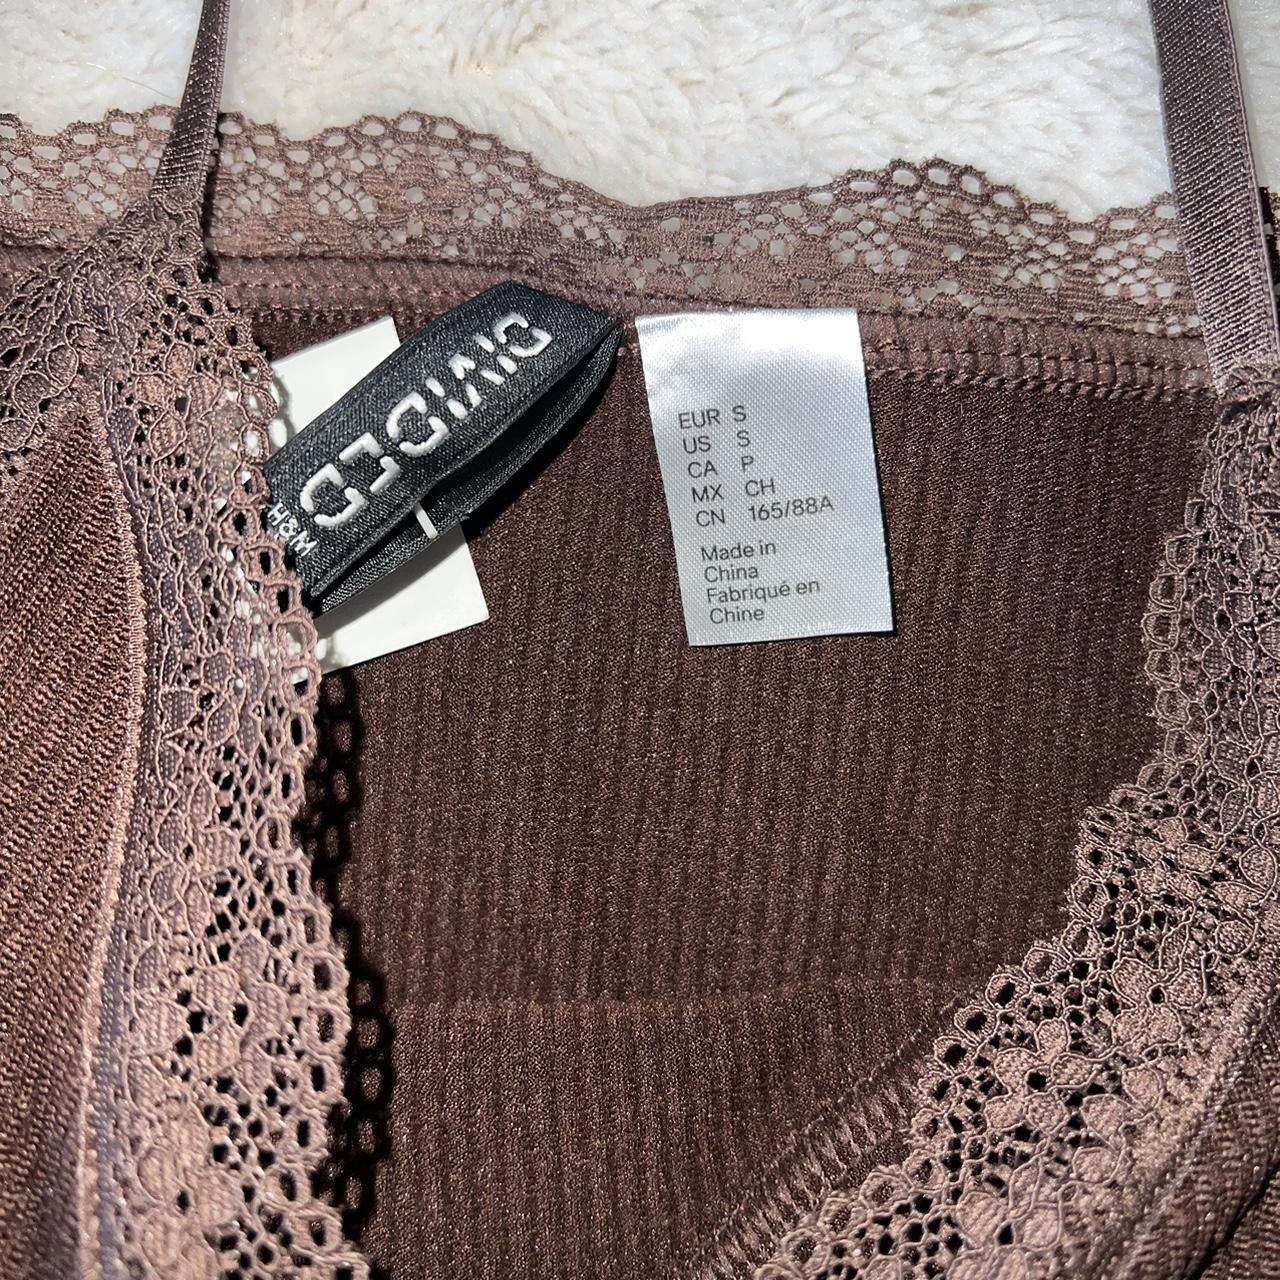 DIVIDED
H&M
EUR S
US S
CA P
MX CH
CN 165/88A
Made in
China
Fabriqué en
Chine